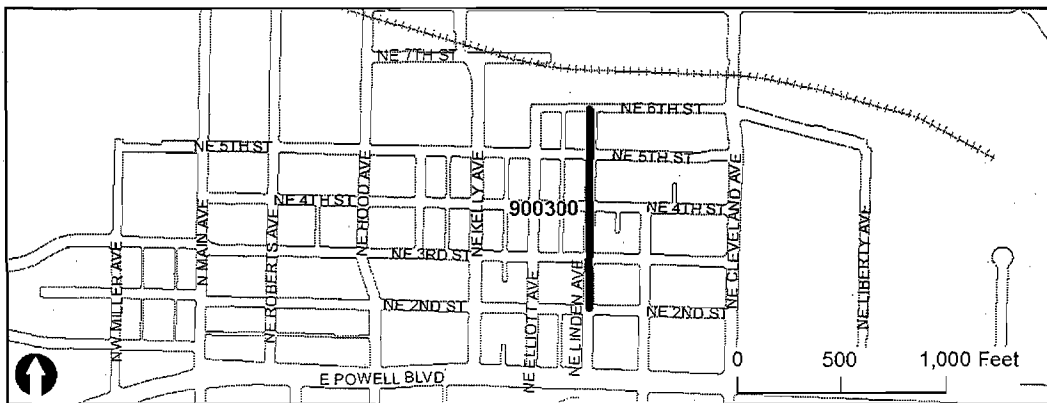 NE 7TH ST
NE 6TH ST
NE 5TH ST
NE 5TH ST
NE 4TH ST
900300
NE 4TH ST
NE 3RD ST
NE 2ND ST
NE 2ND ST
NW MILLER AVE
N MAIN AVE
NE ROBERTS AVE
NE HOOD AVE
NE KELLY AVE
NE ELLIOTT AVE
NE LINDEN AVE
NE CLEVELAND AVE
NE LIBERTY AVE
0 500 1,000 Feet
E POWELL BLVD